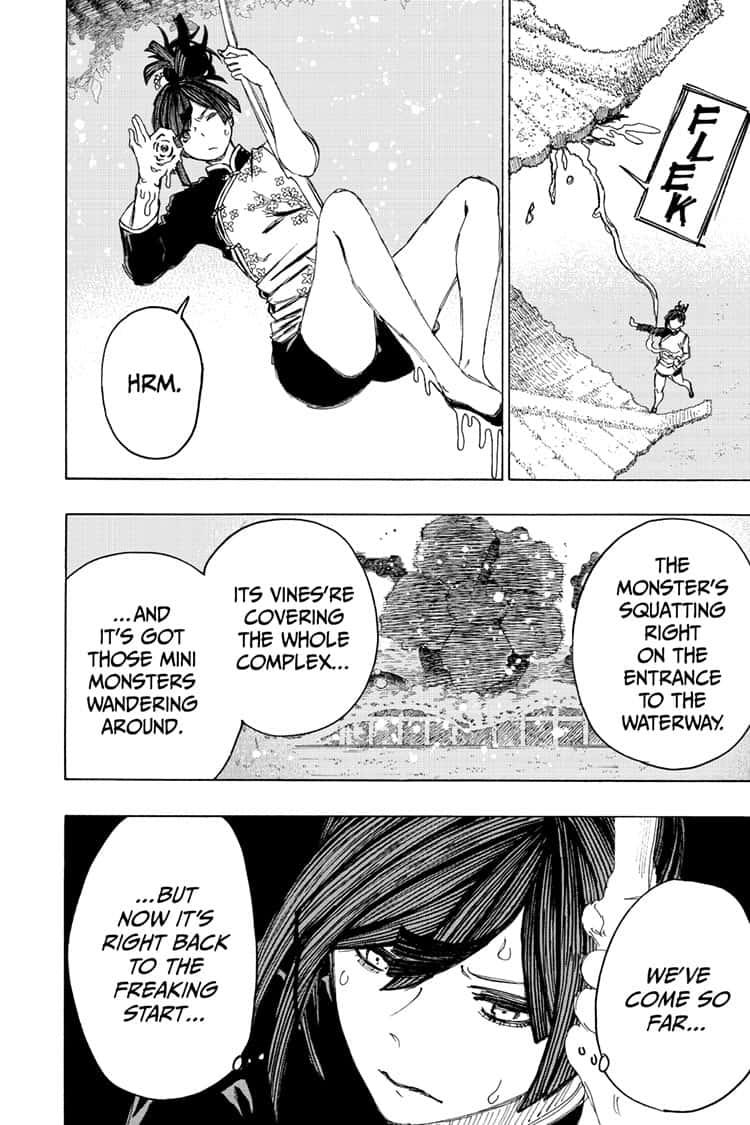 FLEK
HRM.
THE
MONSTER'S
SQUATTING
RIGHT
ON THE
ENTRANCE
TO THE
WATERWAY.
ITS VINES'RE
COVERING
THE WHOLE
COMPLEX...
...AND
IT'S GOT
THOSE MINI
MONSTERS
WANDERING
AROUND.
WE'VE
COME SO
FAR...
...BUT
NOW IT'S
RIGHT BACK
TO THE
FREAKING
START...